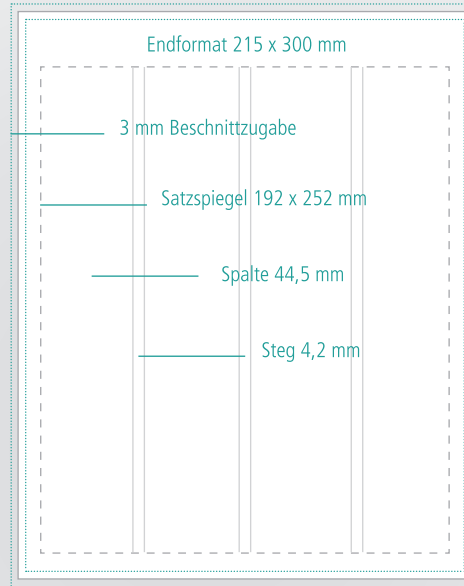 Endformat 215 x 300 mm
3 mm Beschnittzugabe
Satzspiegel 192 x 252 mm
Spalte 44,5 mm
Steg 4,2 mm